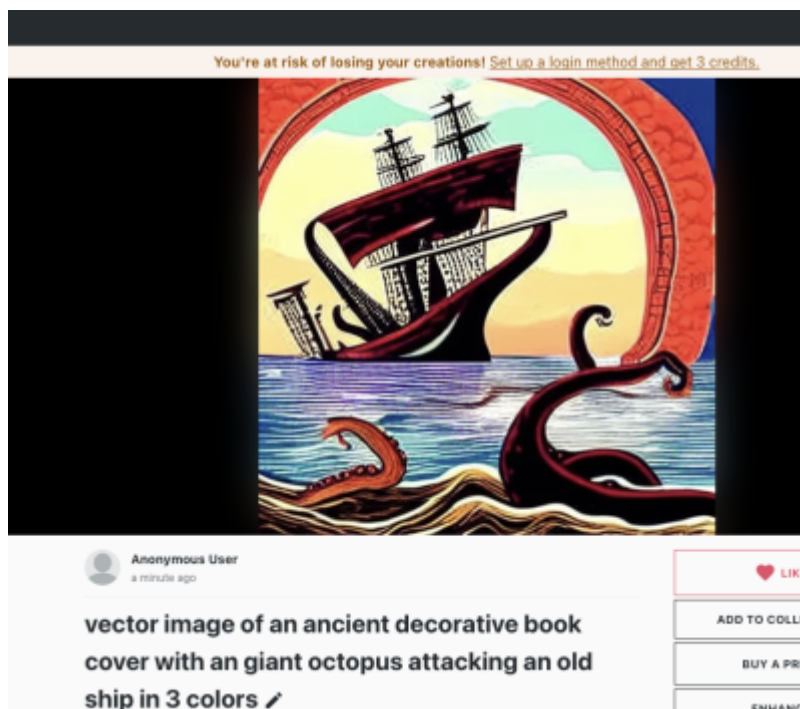 You're at risk of losing your creations! Set up a login method and get 3 credits.
Anonymous User
a minute ago
LIK
vector image of an ancient decorative book
ADD TO COLL
cover with an giant octopus attacking an old
BUY A PR
ship in 3 colors
ENHANC